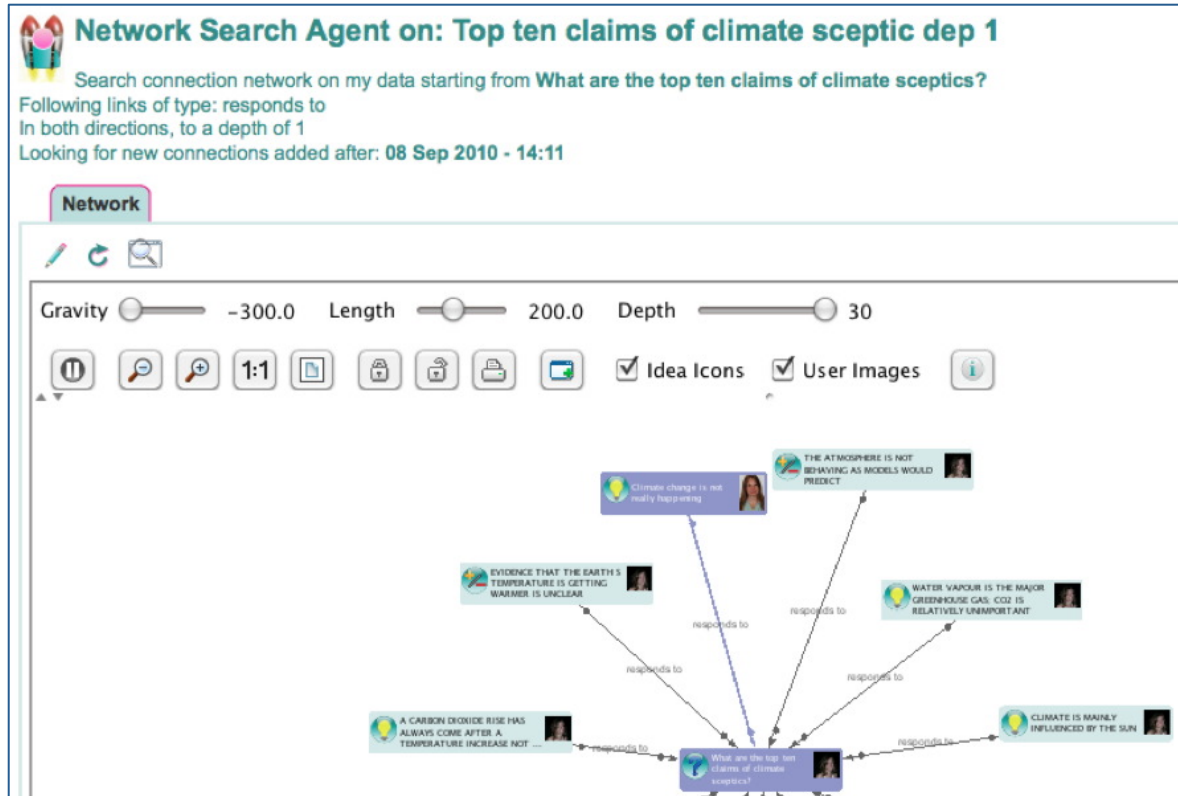 Network Search Agent on: Top ten claims of climate sceptic dep 1
Search connection network on my data starting from What are the top ten claims of climate sceptics?
Following links of type: responds to
In both directions, to a depth of 1
Looking for new connections added after: 08 Sep 2010 - 14:11
Network
Gravity -300.0 Length 200.0 Depth 30
1:1 Idea Icons User Images
THE ATMOSPHERE IS NOT
BEHAVING AS MODELS WOULD
PREDICT
Climate change is not
really happening
EVIDENCE THAT THE EARTH S
TEMPERATURE IS GETTING
WARMER IS UNCLEAR
WATER VAPOUR IS THE MAJOR
GREENHOUSE GAS: CO2 IS
RELATIVELY UNIMPORTANT
responds to
responds to
responds to
responds to
A CARBON DIOXIDE RISE HAS
ALWAYS COME AFTER A
TEMPERATURE INCREASE NOT ...
CLIMATE IS MAINLY
INFLUENCED BY THE SUN
responds to
responds to
What are the top ten
claims of climate
sceptics?